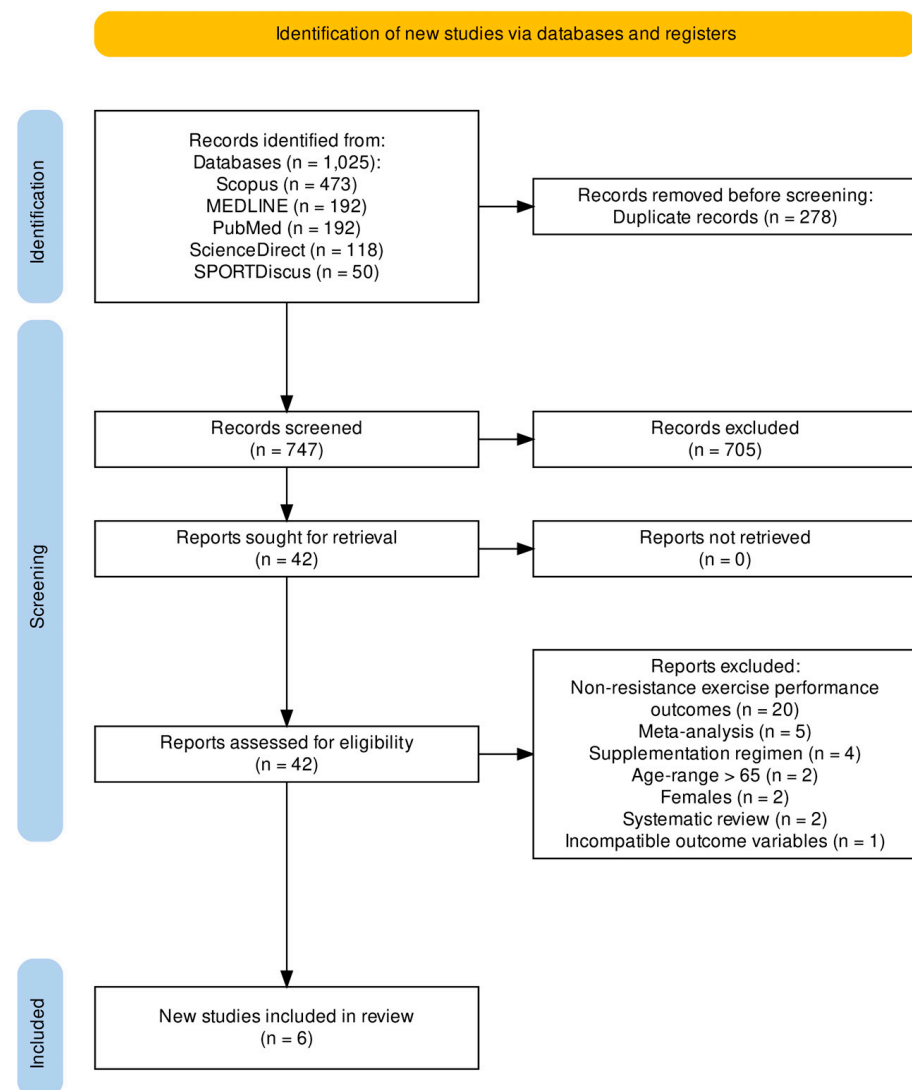 Identification of new studies via databases and registers
Identification
Records identified from:
Databases (n = 1,025):
Scopus (n = 473)
MEDLINE (n = 192)
PubMed (n = 192)
ScienceDirect (n = 118)
SPORTDiscus (n = 50)
Records removed before screening:
Duplicate records (n = 278)
Screening
Records screened
(n = 747)
Records excluded
(n = 705)
Reports sought for retrieval
(n = 42)
Reports not retrieved
(n = 0)
Reports assessed for eligibility
(n = 42)
Reports excluded:
Non-resistance exercise performance
outcomes (n = 20)
Meta-analysis (n = 5)
Supplementation regimen (n = 4)
Age-range > 65 (n = 2)
Females (n = 2)
Systematic review (n = 2)
Incompatible outcome variables (n = 1)
Included
New studies included in review
(n = 6)